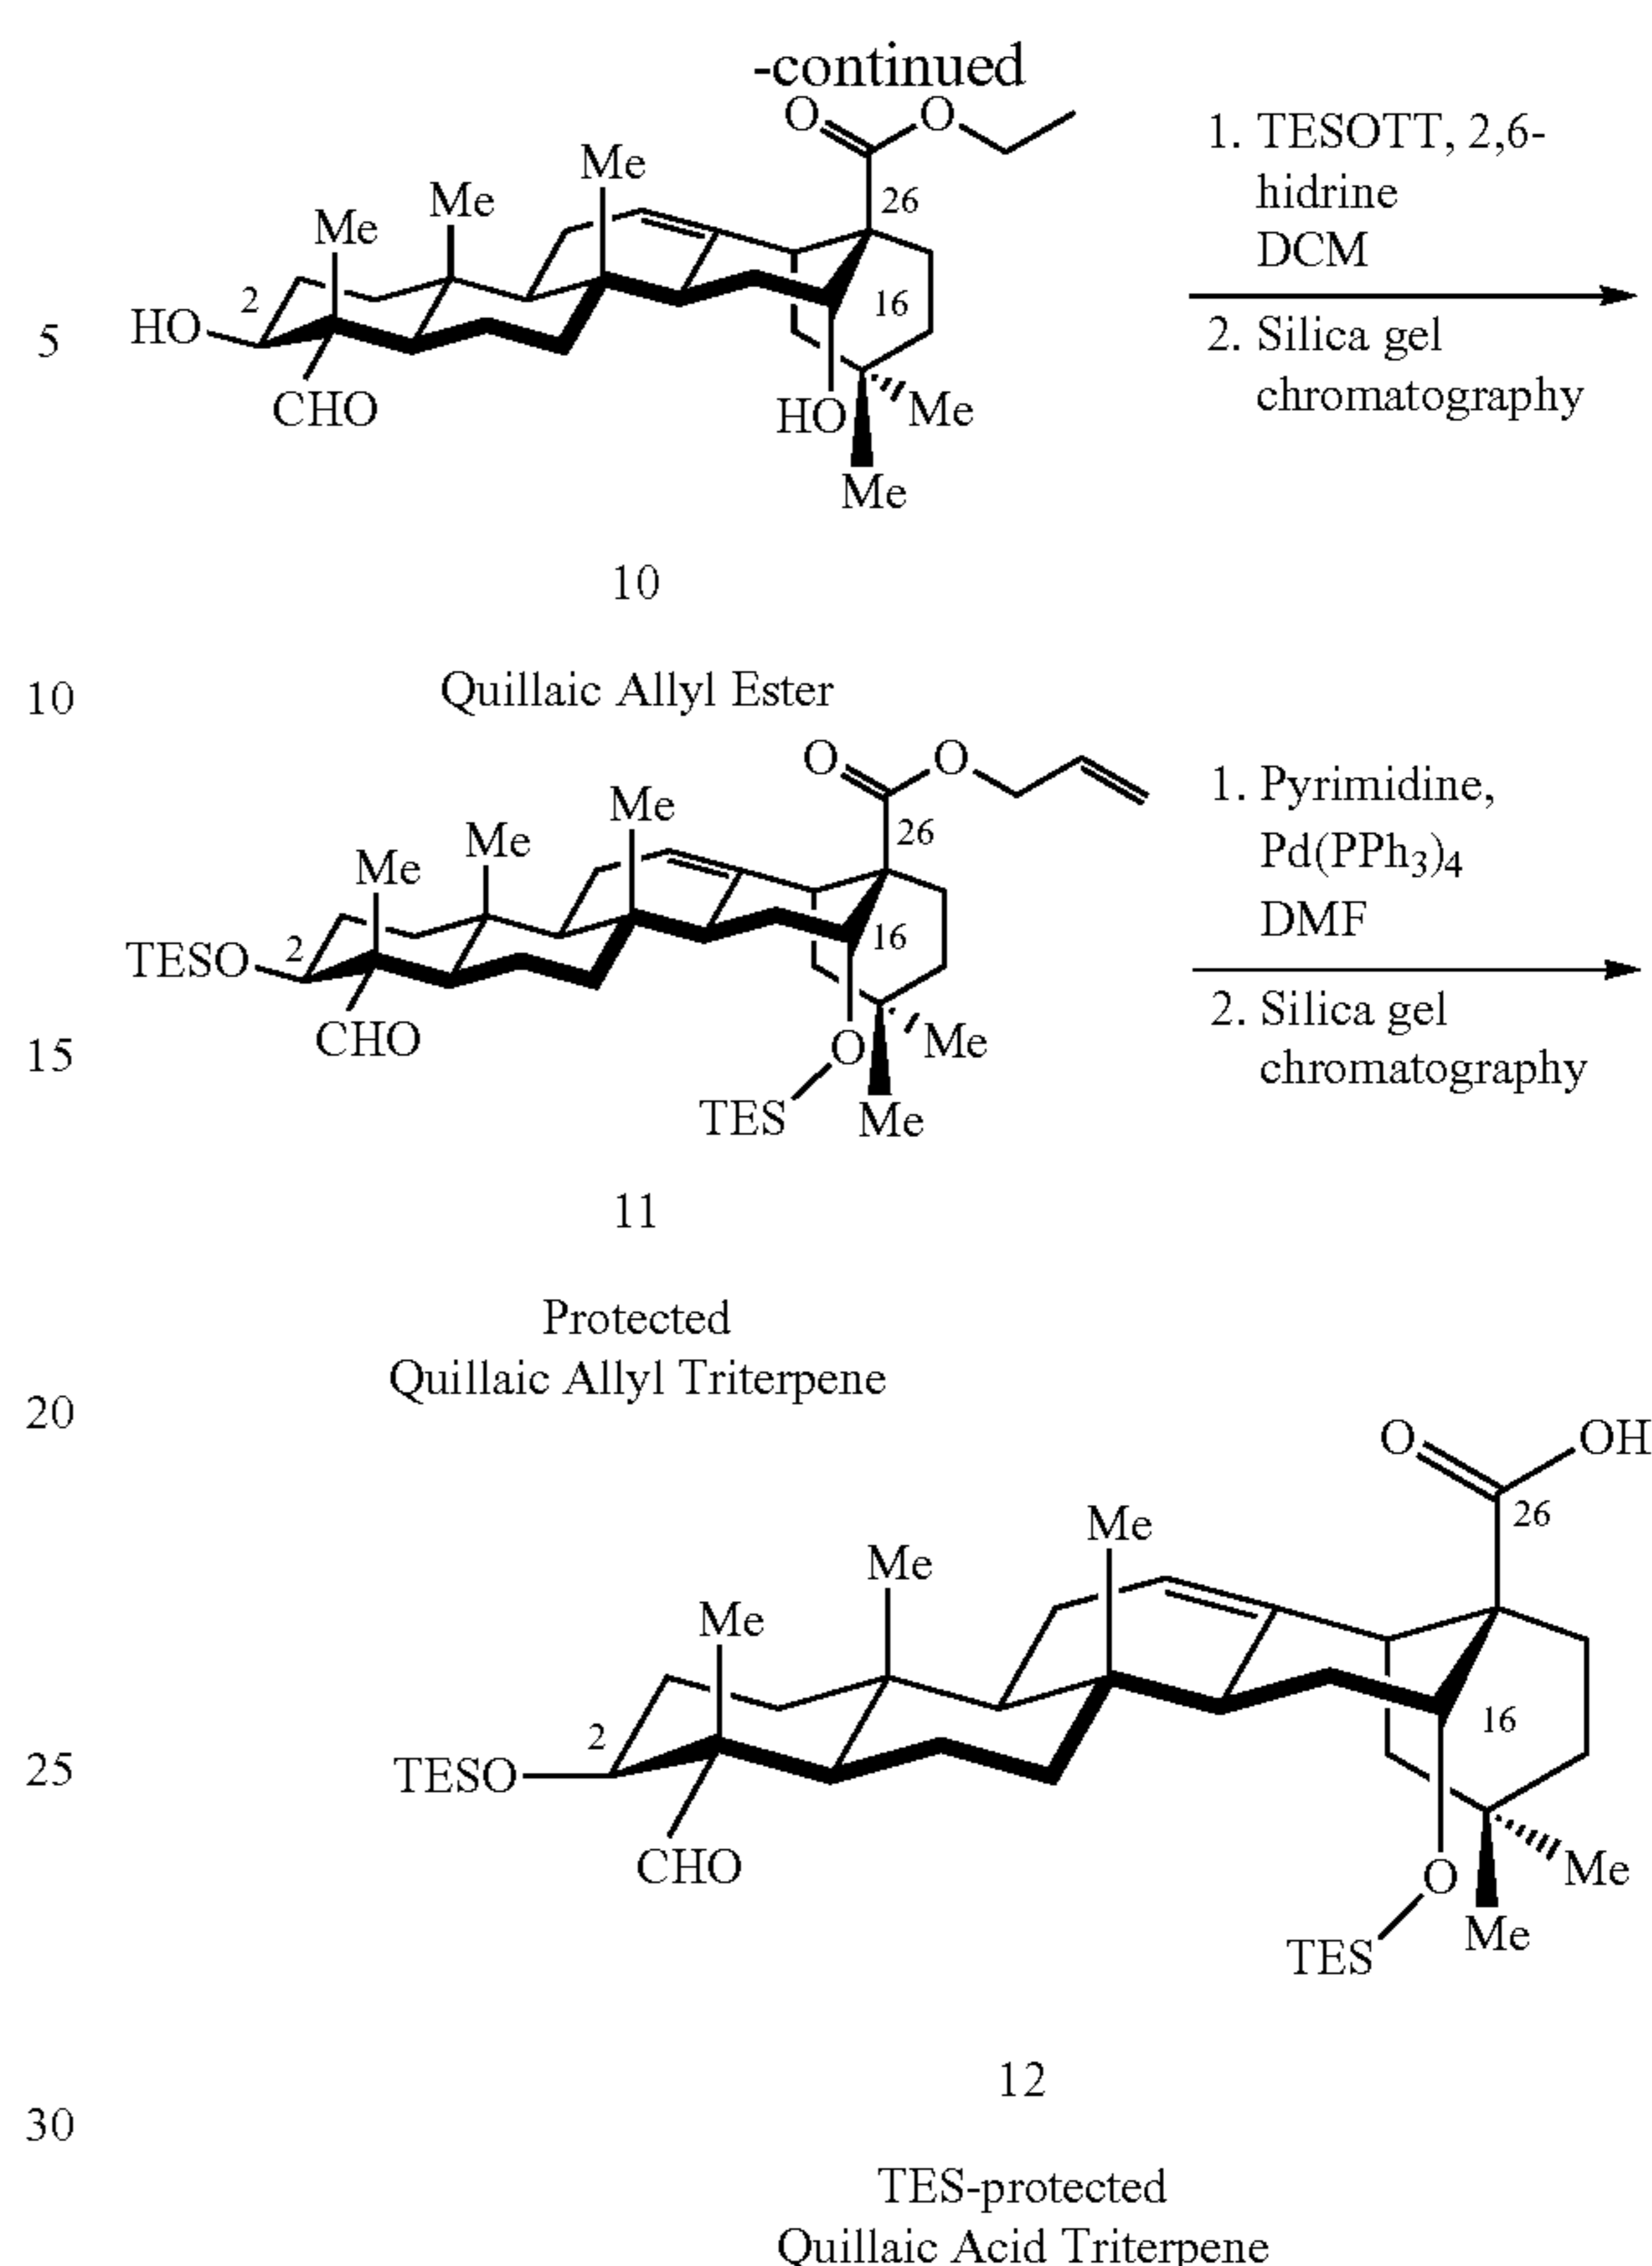 -continued
O O
1. TESOTT, 2,6-
hidrine
DCM
2. Silica gel
chromatography
Me
Me
Me
26
2
16
5
HO
CHO
HO
Me
Me
10
10
Quillaic Allyl Ester
O O
1. Pyrimidine,
Pd(PPh3)4
DMF
2. Silica gel
chromatography
Me
Me
Me
26
2
16
TESO
CHO
15
O
Me
TES
Me
11
Protected
Quillaic Allyl Triterpene
20
O OH
26
Me
Me
Me
2
16
25
TESO
CHO
O
Me
TES
Me
12
30
TES-protected
Quillaic Acid Triterpene